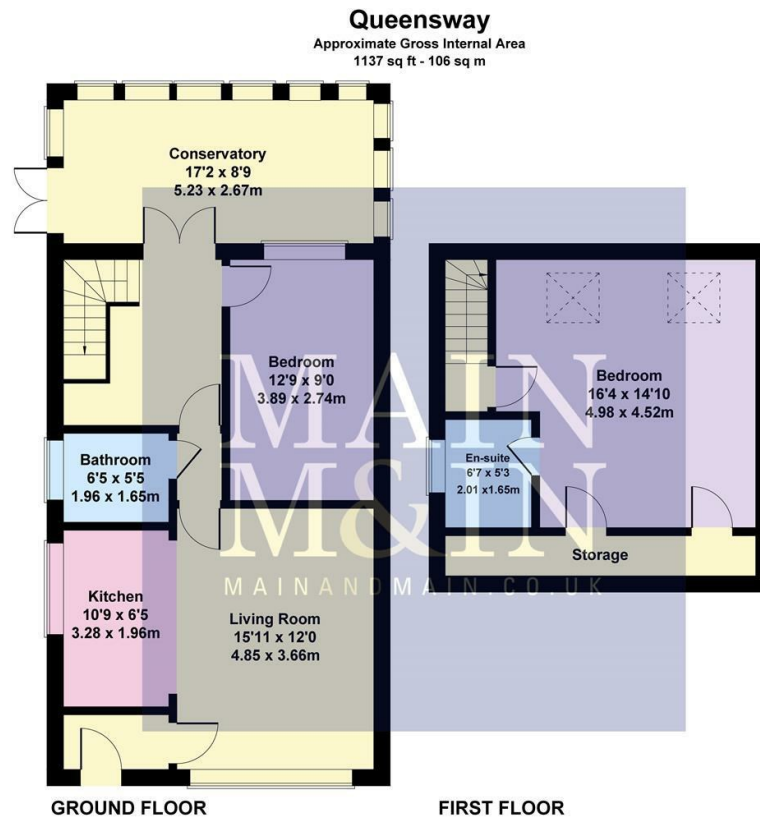 Queensway
Approximate Gross Internal Area
1137 sq ft - 106 sq m
Conservatory
17'2 x 8'9
5.23 x 2.67m
Bedroom
12'9 x 9'0
3.89 x 2.74m
Bathroom
6'5 x 5'5
1.96 x 1.65m
Kitchen
10'9 x 6'5
3.28 x 1.96m
Living Room
15'11 x 12'0
4.85 x 3.66m
Bedroom
16'4 x 14'10
4.98 x 4.52m
En-suite
6'7 x 5'3
2.01 x1.65m
Storage
MAIN
M&IN
MAINANDMAIN.CO.UK
GROUND FLOOR
FIRST FLOOR